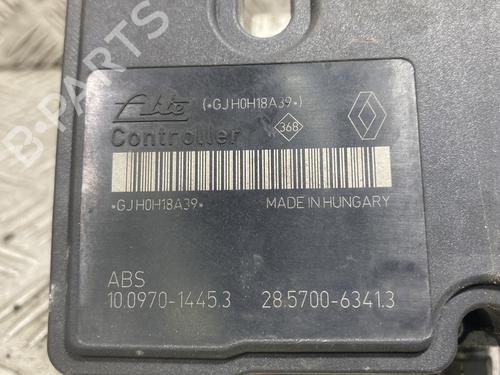 B-PARTS
Ate (*GJH0H18A39*)
Controller 368
*GJH0H18A39* MADE IN HUNGARY
ABS
10.0970-1445.3 28.5700-6341.3